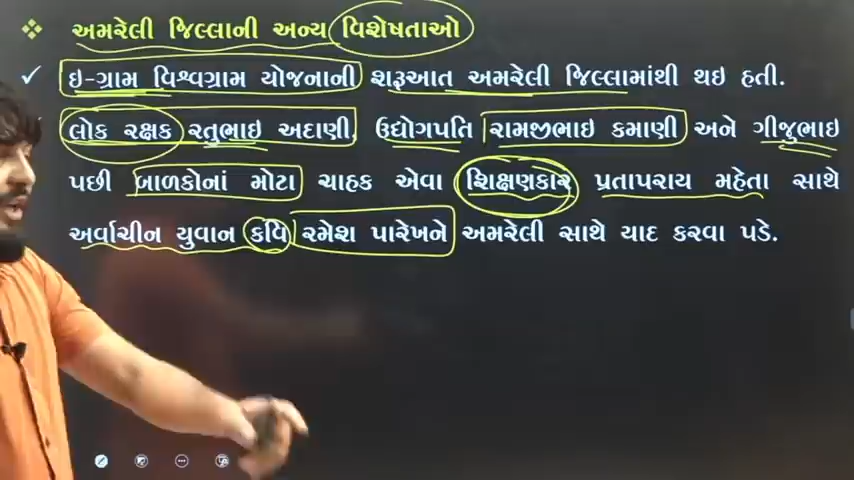 અમરેલી જિલ્લાની અન્ય વિશેષતાઓ
ઇ-ગ્રામ વિશ્વગ્રામ યોજનાની શરૂઆત અમરેલી જિલ્લામાંથી થઇ હતી.
લોક રક્ષક રતુભાઇ અદાણી, ઉદ્યોગપતિ રામજીભાઇ કમાણી અને ગીજુભાઇ
પછી બાળકોનાં મોટા ચાહક એવા શિક્ષણકાર પ્રતાપરાય મહેતા સાથે
અર્વાચીન યુવાન કવિ રમેશ પારેખને અમરેલી સાથે યાદ કરવા પડે.